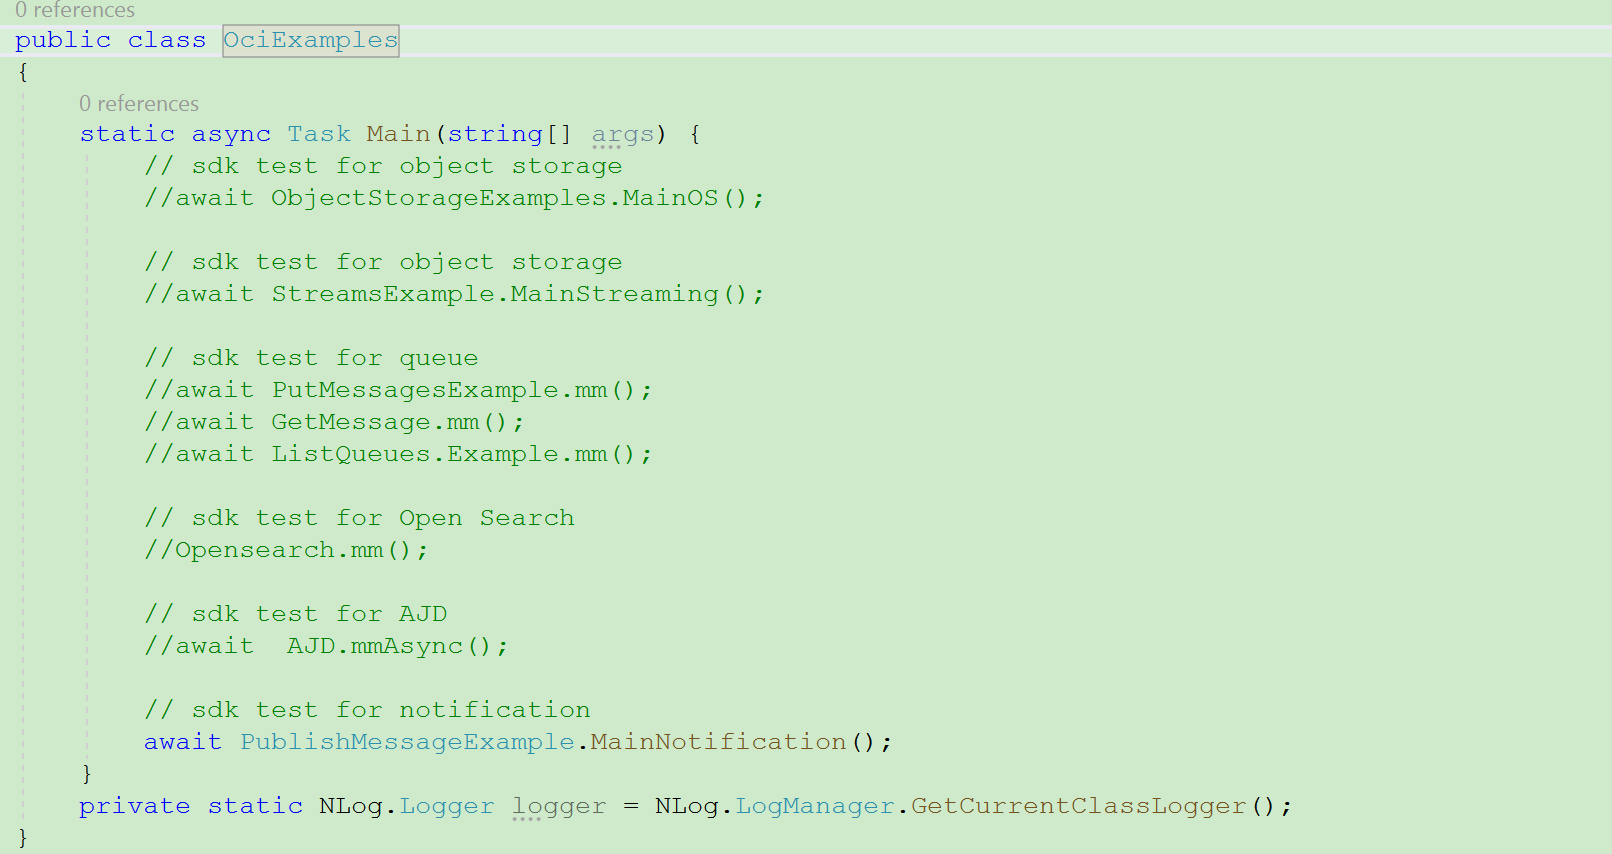 0 references
public class OciExamples
{
0 references
static async Task Main(string[] args) {
// sdk test for object storage
//await ObjectStorageExamples.MainOS();
// sdk test for object storage
//await StreamsExample.MainStreaming();
// sdk test for queue
//await PutMessagesExample.mm();
//await GetMessage.mm();
//await ListQueues.Example.mm();
// sdk test for Open Search
//Opensearch.mm();
// sdk test for AJD
//await  AJD.mmAsync();
// sdk test for notification
await PublishMessageExample.MainNotification();
}
private static NLog.Logger logger = NLog.LogManager.GetCurrentClassLogger();
}